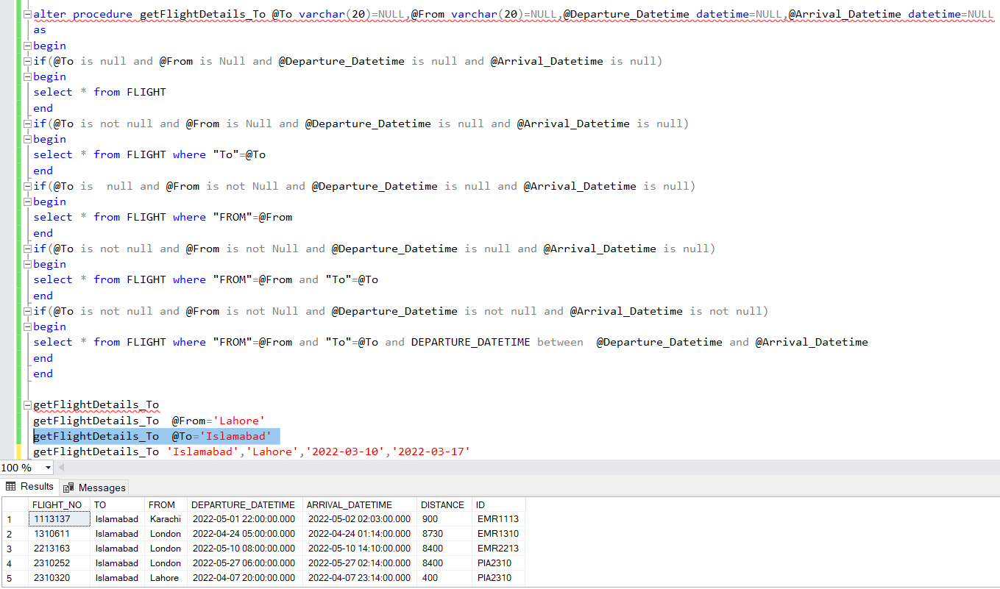 alter procedure getFlightDetails_To @To varchar(20)=NULL,@From varchar(20)=NULL,@Departure_Datetime datetime=NULL,@Arrival_Datetime datetime=NULL
as
begin
if(@To is null and @From is Null and @Departure_Datetime is null and @Arrival_Datetime is null)
begin
select * from FLIGHT
end
if(@To is not null and @From is Null and @Departure_Datetime is null and @Arrival_Datetime is null)
begin
select * from FLIGHT where "To"=@To
end
if(@To is  null and @From is not Null and @Departure_Datetime is null and @Arrival_Datetime is null)
begin
select * from FLIGHT where "FROM"=@From
end
if(@To is not null and @From is not Null and @Departure_Datetime is null and @Arrival_Datetime is null)
begin
select * from FLIGHT where "FROM"=@From and "To"=@To
end
if(@To is not null and @From is not Null and @Departure_Datetime is not null and @Arrival_Datetime is not null)
begin
select * from FLIGHT where "FROM"=@From and "To"=@To and DEPARTURE_DATETIME between  @Departure_Datetime and @Arrival_Datetime
end
end
getFlightDetails_To
getFlightDetails_To  @From='Lahore'
getFlightDetails_To  @To='Islamabad'
getFlightDetails_To 'Islamabad','Lahore','2022-03-10','2022-03-17'
100 %
Results Messages
FLIGHT_NO TO FROM DEPARTURE_DATETIME ARRIVAL_DATETIME DISTANCE ID
1 1113137 Islamabad Karachi 2022-05-01 22:00:00.000 2022-05-02 02:03:00.000 900 EMR1113
2 1310611 Islamabad London 2022-04-24 05:00:00.000 2022-04-24 01:14:00.000 8730 EMR1310
3 2213163 Islamabad London 2022-05-10 08:00:00.000 2022-05-10 14:10:00.000 8400 EMR2213
4 2310252 Islamabad London 2022-05-27 06:00:00.000 2022-05-27 02:14:00.000 8400 PIA2310
5 2310320 Islamabad Lahore 2022-04-07 20:00:00.000 2022-04-07 23:14:00.000 400 PIA2310